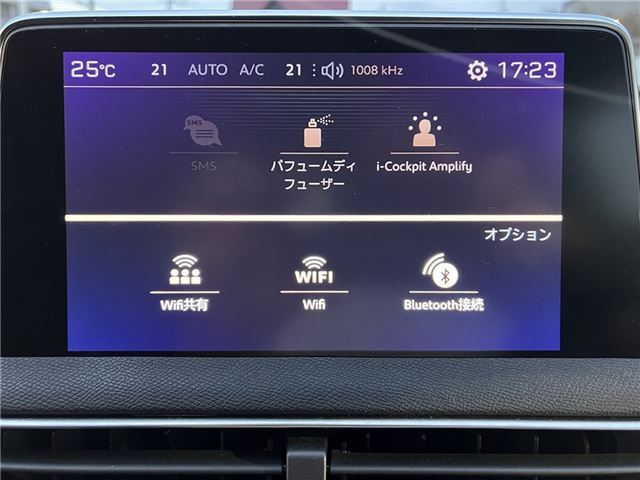 25°C 21 AUTO A/C 21 1008 kHz 17:23
SMS
SMS パフュームディフューザー i-Cockpit Amplify
オプション
WIFI
Wifi共有 Wifi Bluetooth接続